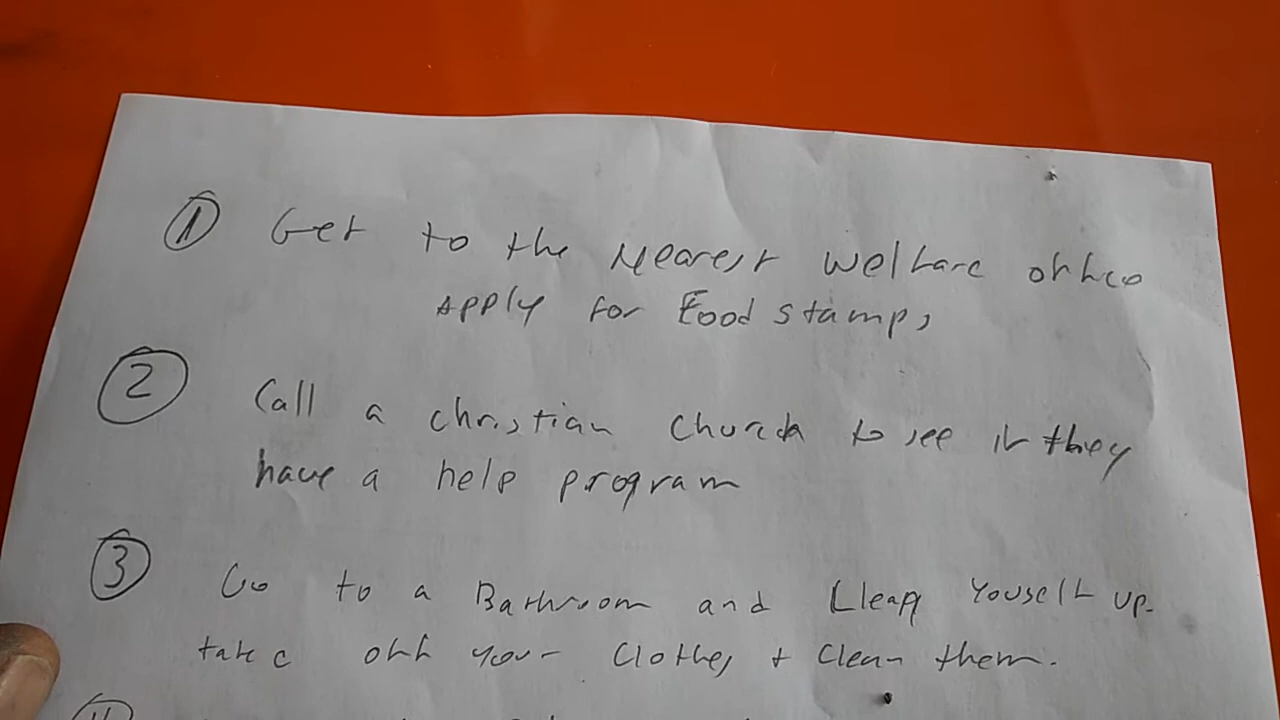 ① Get to the Nearest welfare office
Apply for Food stamps
② Call a christian church to see if they
have a help program
③ Go to a Bathroom and Clean Youself up.
take off your Clothes + Clean them.
④